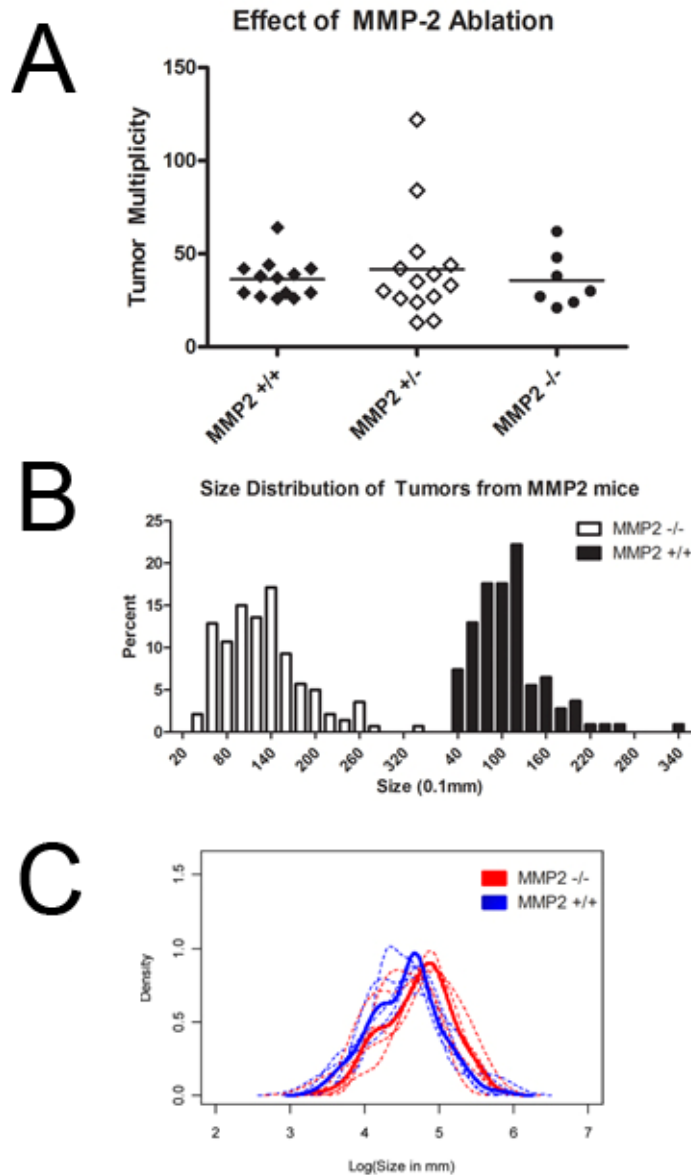 A
Effect of MMP-2 Ablation
Tumor Multiplicity
150
100
50
0
MMP2 +/+
MMP2 +/-
MMP2 -/-
B
Size Distribution of Tumors from MMP2 mice
MMP2 -/-
MMP2 +/+
Percent
25
20
15
10
5
0
20 80 140 200 260 320 40 100 160 220 280 340
Size (0.1mm)
C
MMP2 -/-
MMP2 +/+
Density
1.5
1.0
0.5
0.0
2 3 4 5 6 7
Log(Size in mm)